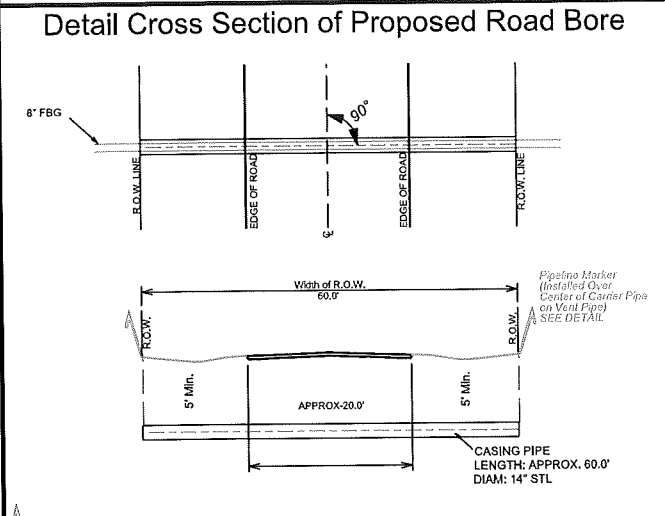 Detail Cross Section of Proposed Road Bore
8" FBG
90°
R.O.W. LINE
EDGE OF ROAD
℄
EDGE OF ROAD
R.O.W. LINE
Width of R.O.W.
60.0'
Pipeline Marker
(Installed Over
Center of Carrier Pipe
on Vent Pipe)
SEE DETAIL
R.O.W.
R.O.W.
5' Min.
APPROX-20.0'
5' Min.
CASING PIPE
LENGTH: APPROX. 60.0'
DIAM: 14" STL